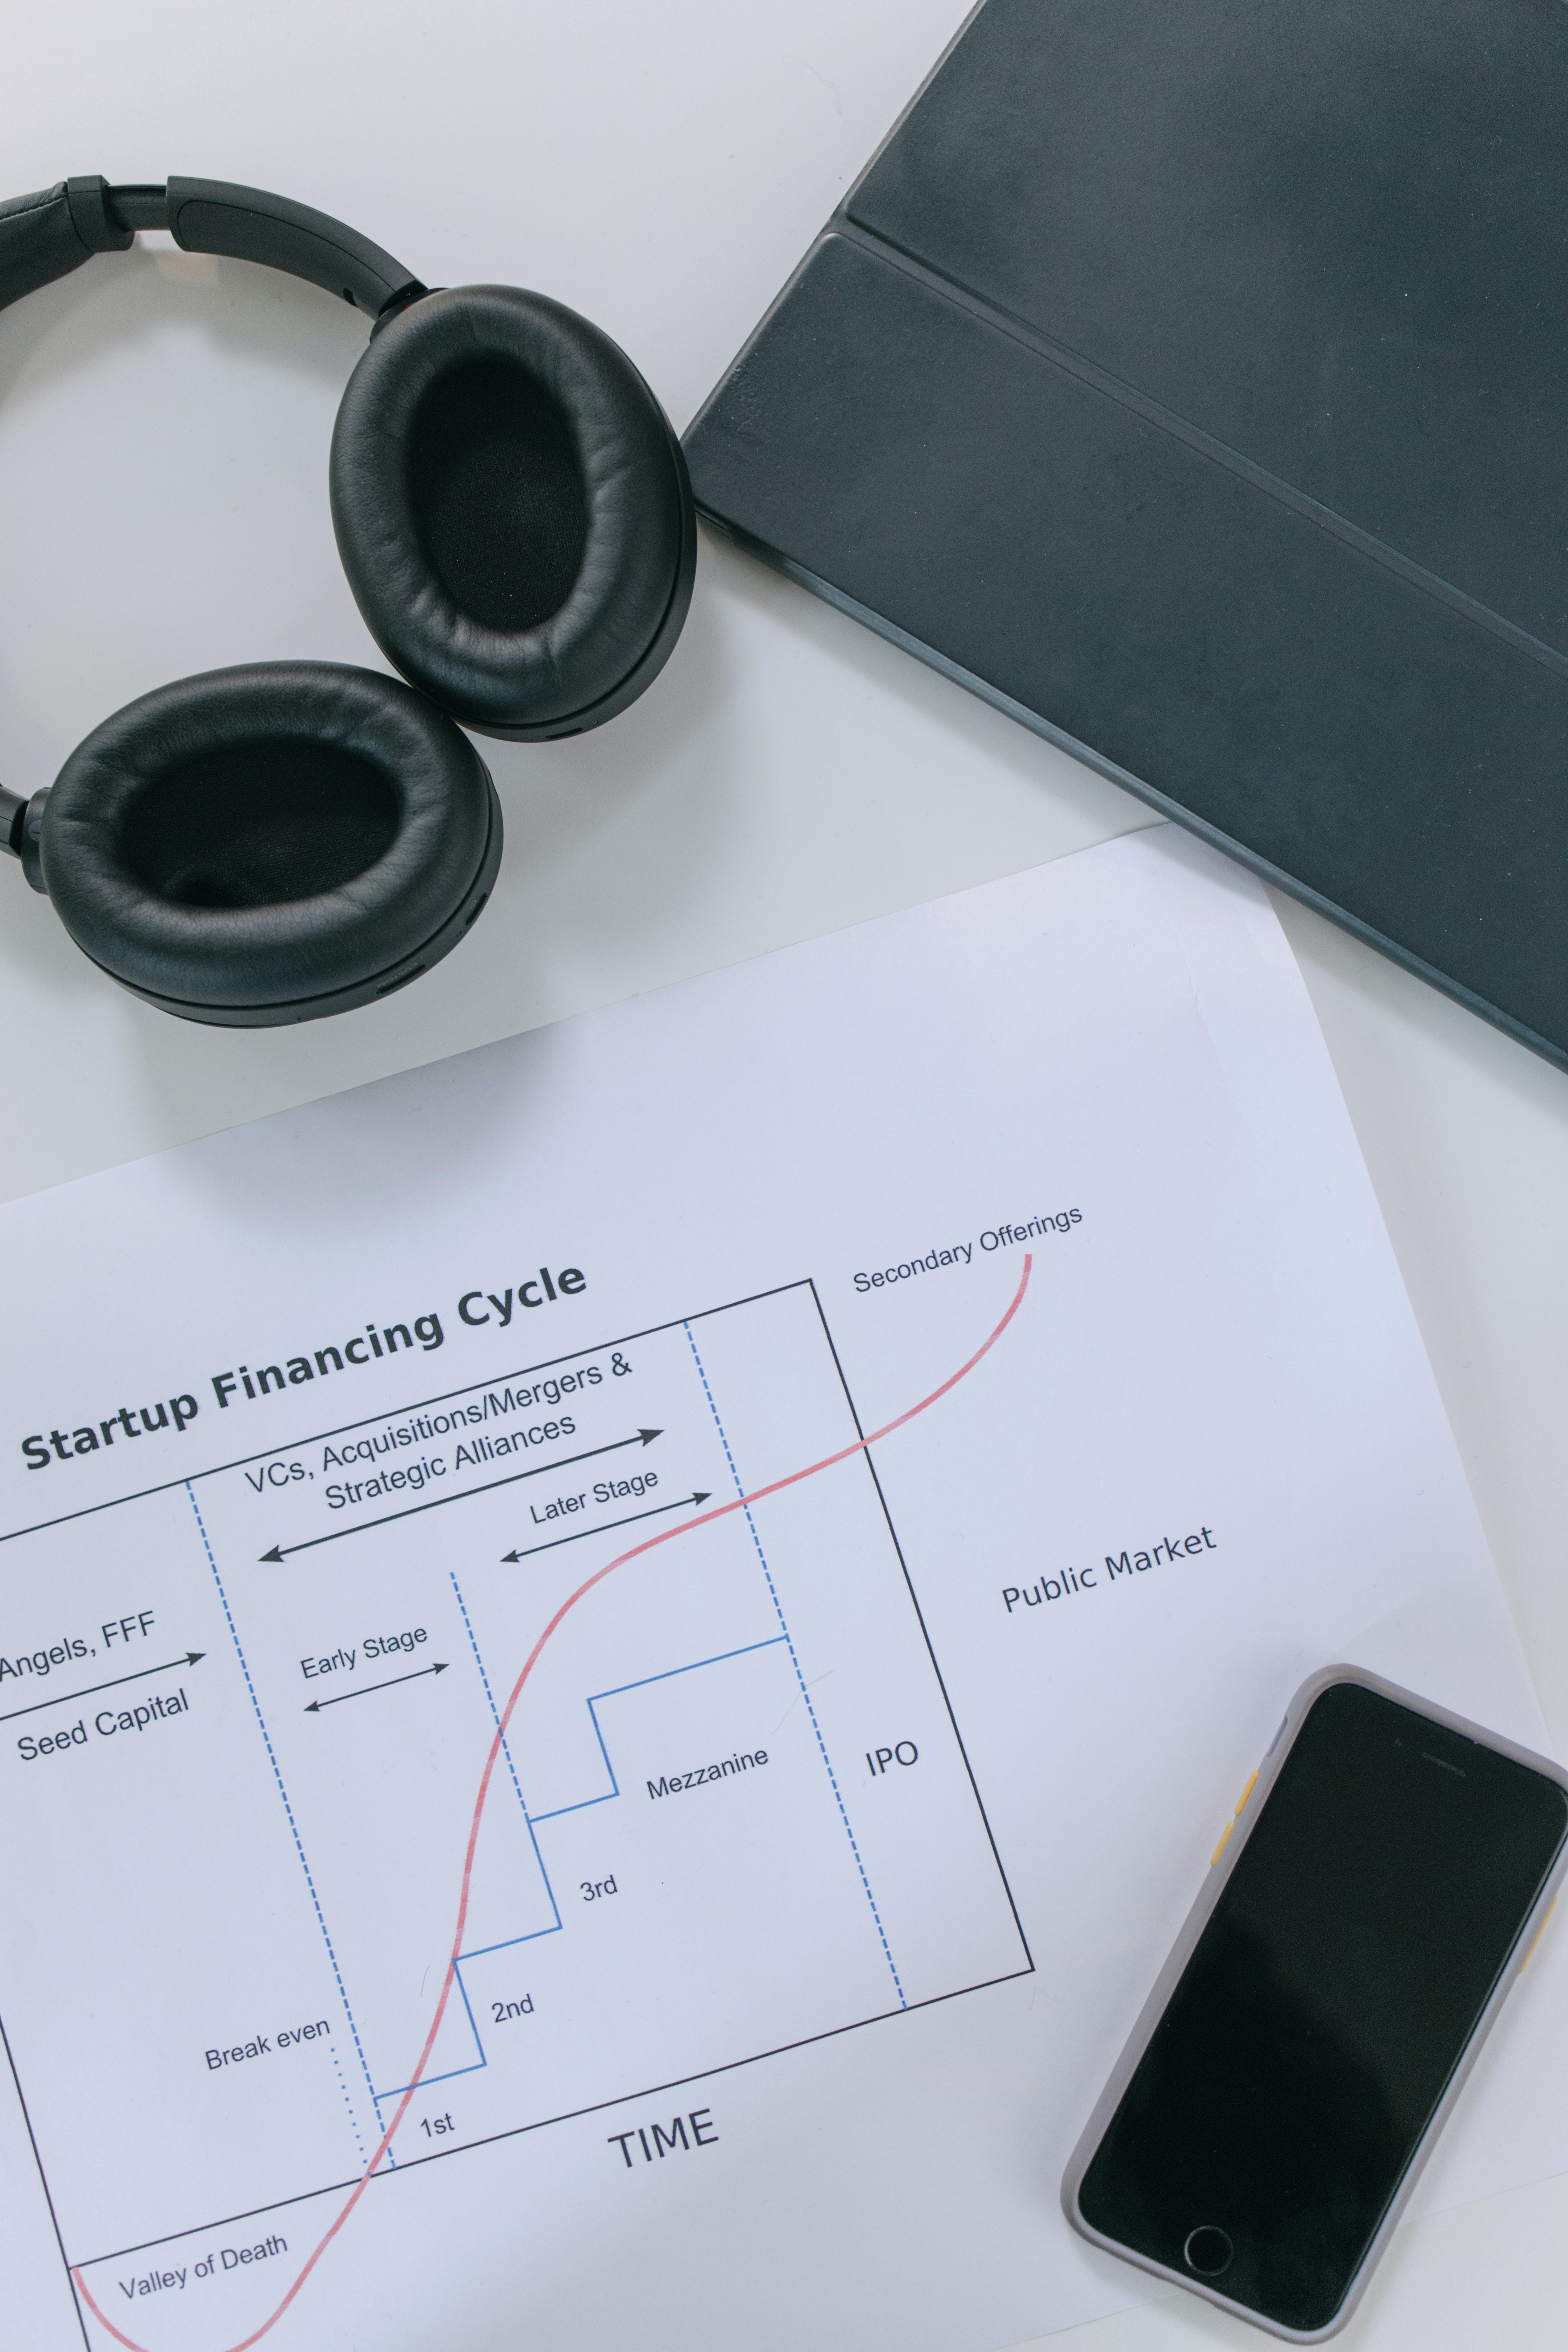 Startup Financing Cycle
Secondary Offerings
VCs, Acquisitions/Mergers &
Strategic Alliances
Later Stage
Early Stage
Angels, FFF
Seed Capital
Public Market
Mezzanine
IPO
3rd
2nd
Break even
1st
TIME
Valley of Death